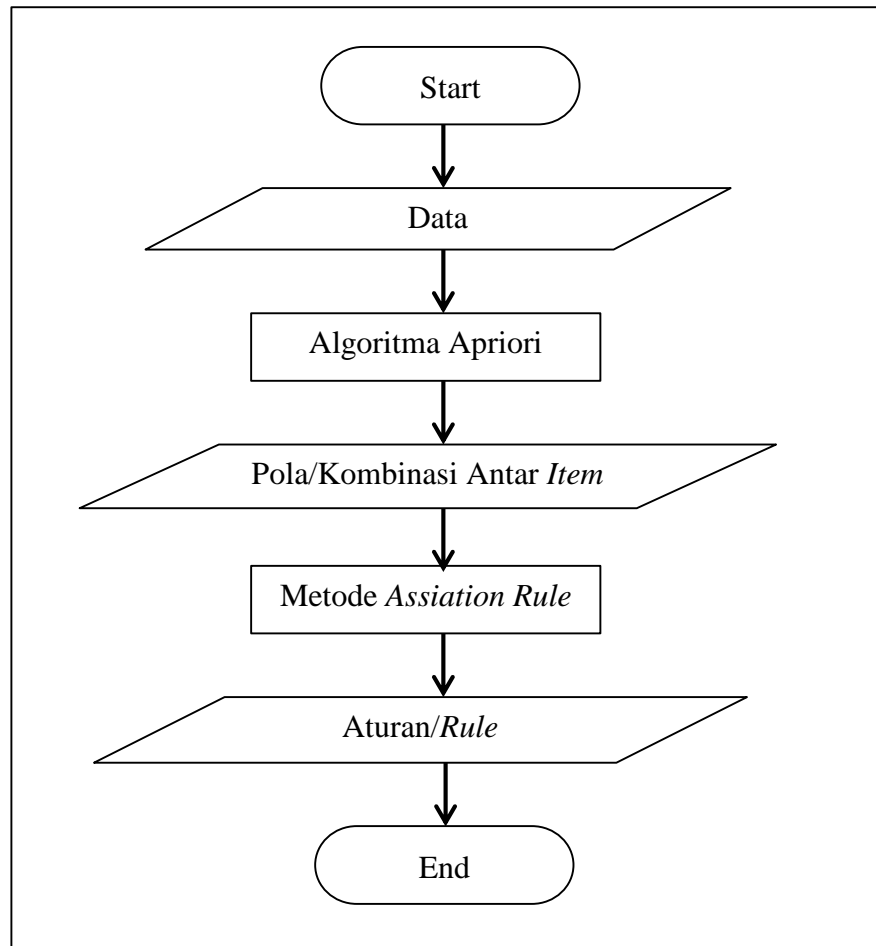 Start
Data
Algoritma Apriori
Pola/Kombinasi Antar Item
Metode Assiation Rule
Aturan/Rule
End